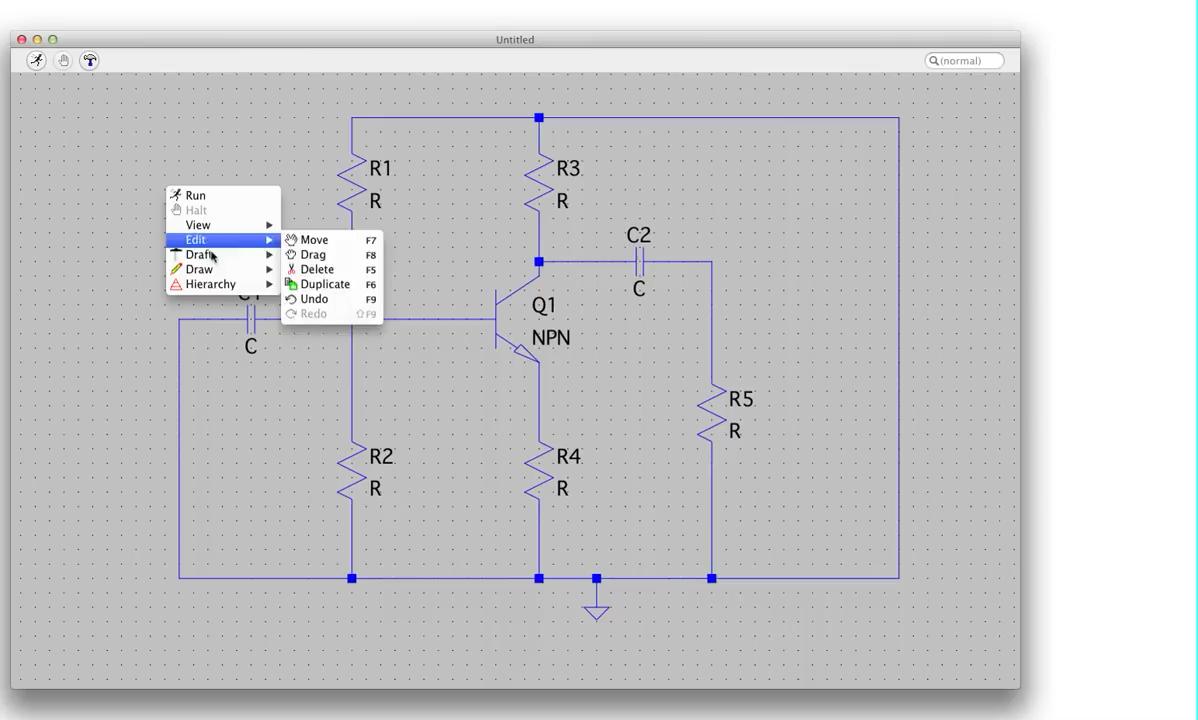 Untitled
(normal)
R1
R
R3
R
Run
Halt
View
Edit
Draft
Draw
Hierarchy
Move F7
Drag F8
Delete F5
Duplicate F6
Undo F9
Redo ⇧F9
C2
C
C1
C
Q1
NPN
R5
R
R2
R
R4
R